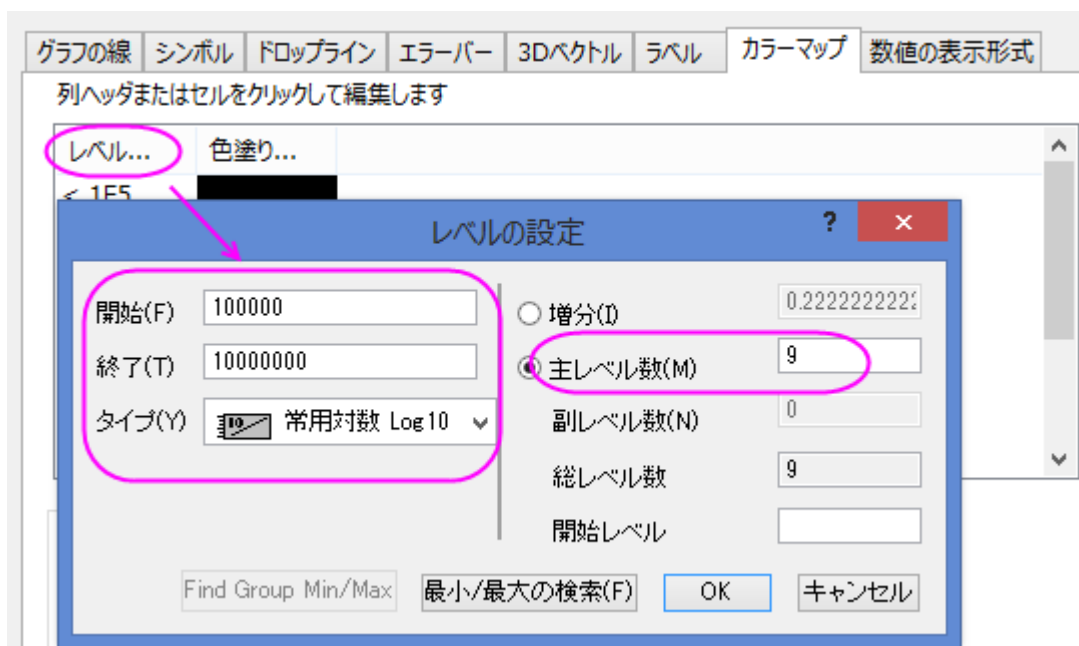 グラフの線 シンボル ドロップライン エラーバー 3Dベクトル ラベル カラーマップ 数値の表示形式
列ヘッダまたはセルをクリックして編集します
レベル... 色塗り...
< 1E5
レベルの設定 ? ×
開始(F) 100000
終了(T) 10000000
タイプ(Y) 常用対数 Log10
増分(I) 0.2222222222
主レベル数(M) 9
副レベル数(N) 0
総レベル数 9
開始レベル
Find Group Min/Max 最小/最大の検索(F) OK キャンセル